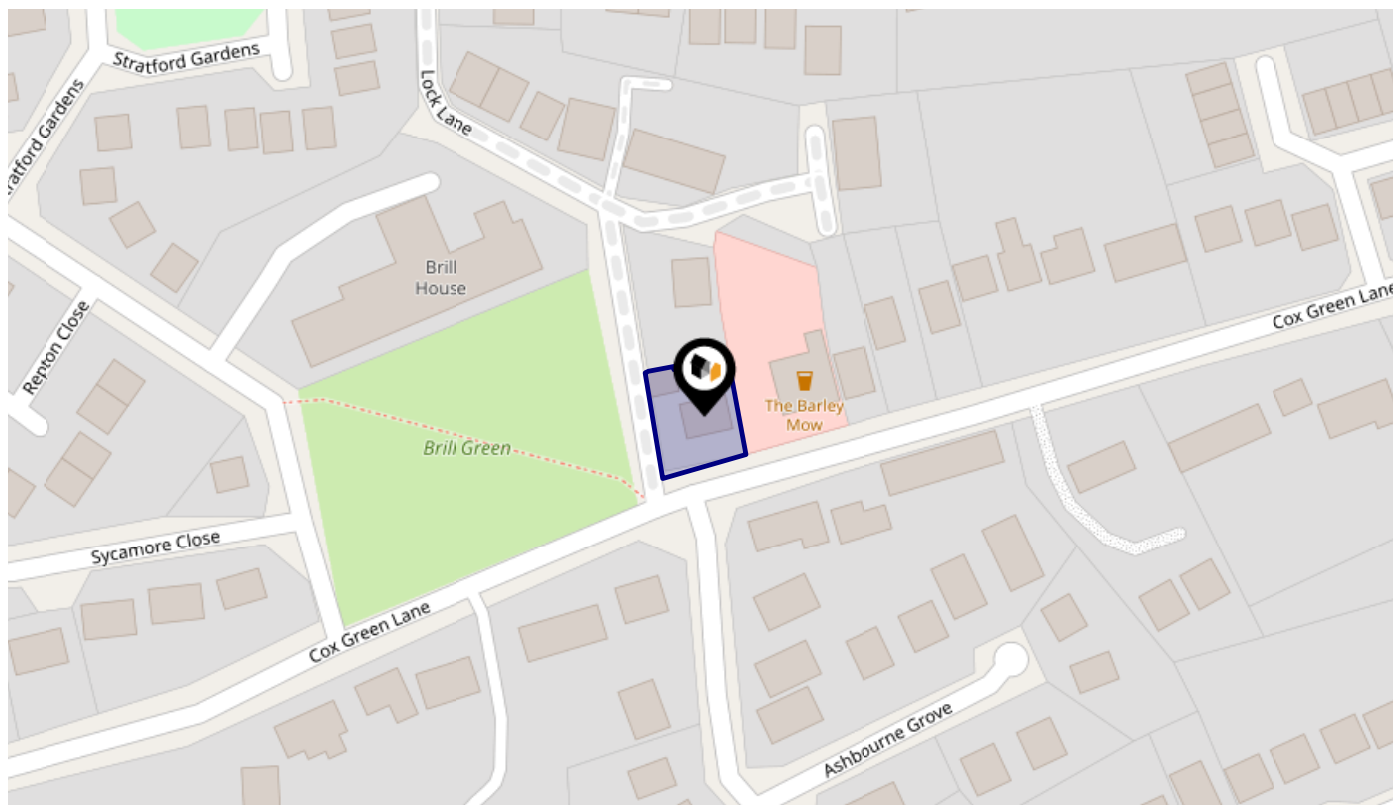 Stratford Gardens
Stratford Gardens
Lock Lane
Brill
House
Repton Close
Cox Green Lane
The Barley
Mow
Brill Green
Sycamore Close
Cox Green Lane
Ashbourne Grove